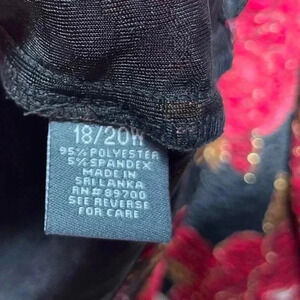 18/20W
95% POLYESTER
5% SPANDEX
MADE IN
SRI LANKA
RN# 89700
SEE REVERSE
FOR CARE